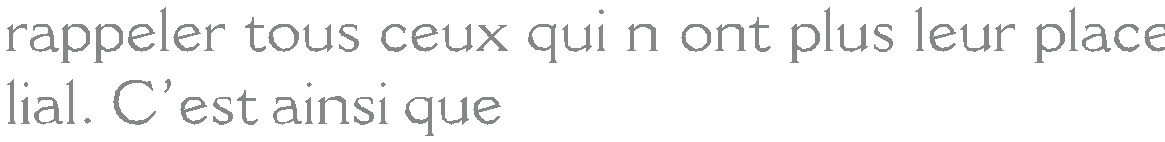 rappeler tous ceux qui n ont plus leur place
lial. C’est ainsi que